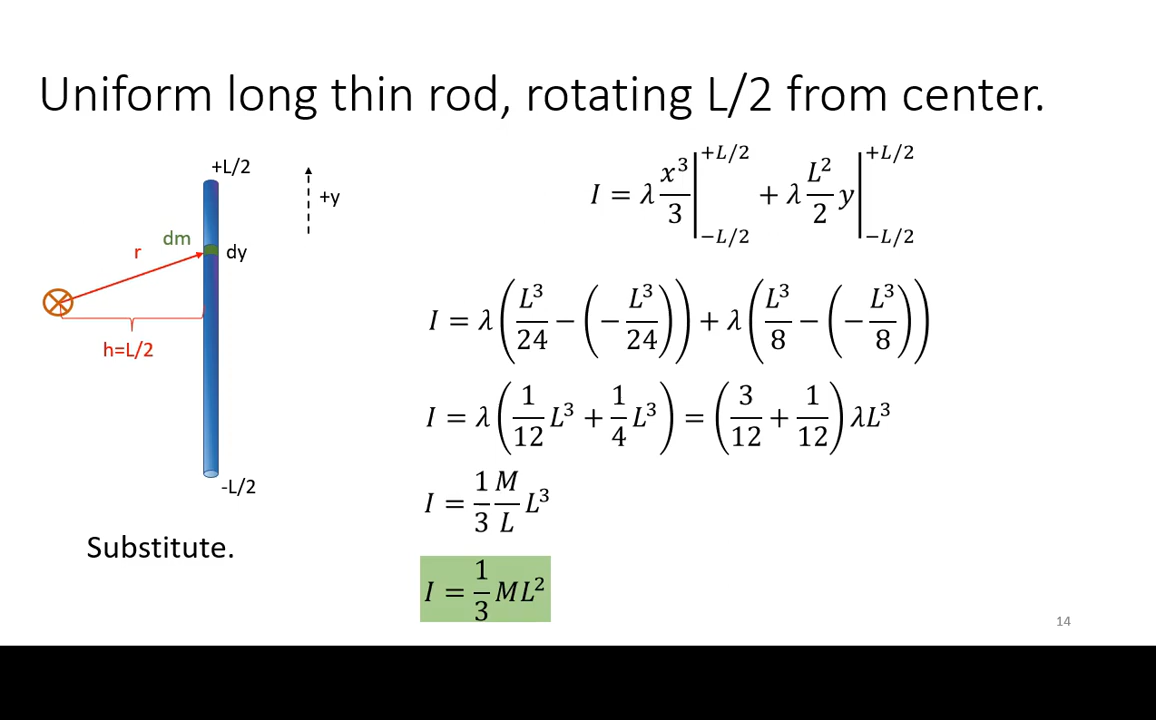 Uniform long thin rod, rotating L/2 from center.
+L/2
+y
dm
r
dy
h=L/2
-L/2
Substitute.
I = λ x³/3 |₋L/2⁺L/2 + λ L²/2 y |₋L/2⁺L/2
I = λ(L³/24 − (−L³/24)) + λ(L³/8 − (−L³/8))
I = λ(1/12 L³ + 1/4 L³) = (3/12 + 1/12) λL³
I = 1/3 M/L L³
I = 1/3 ML²
14